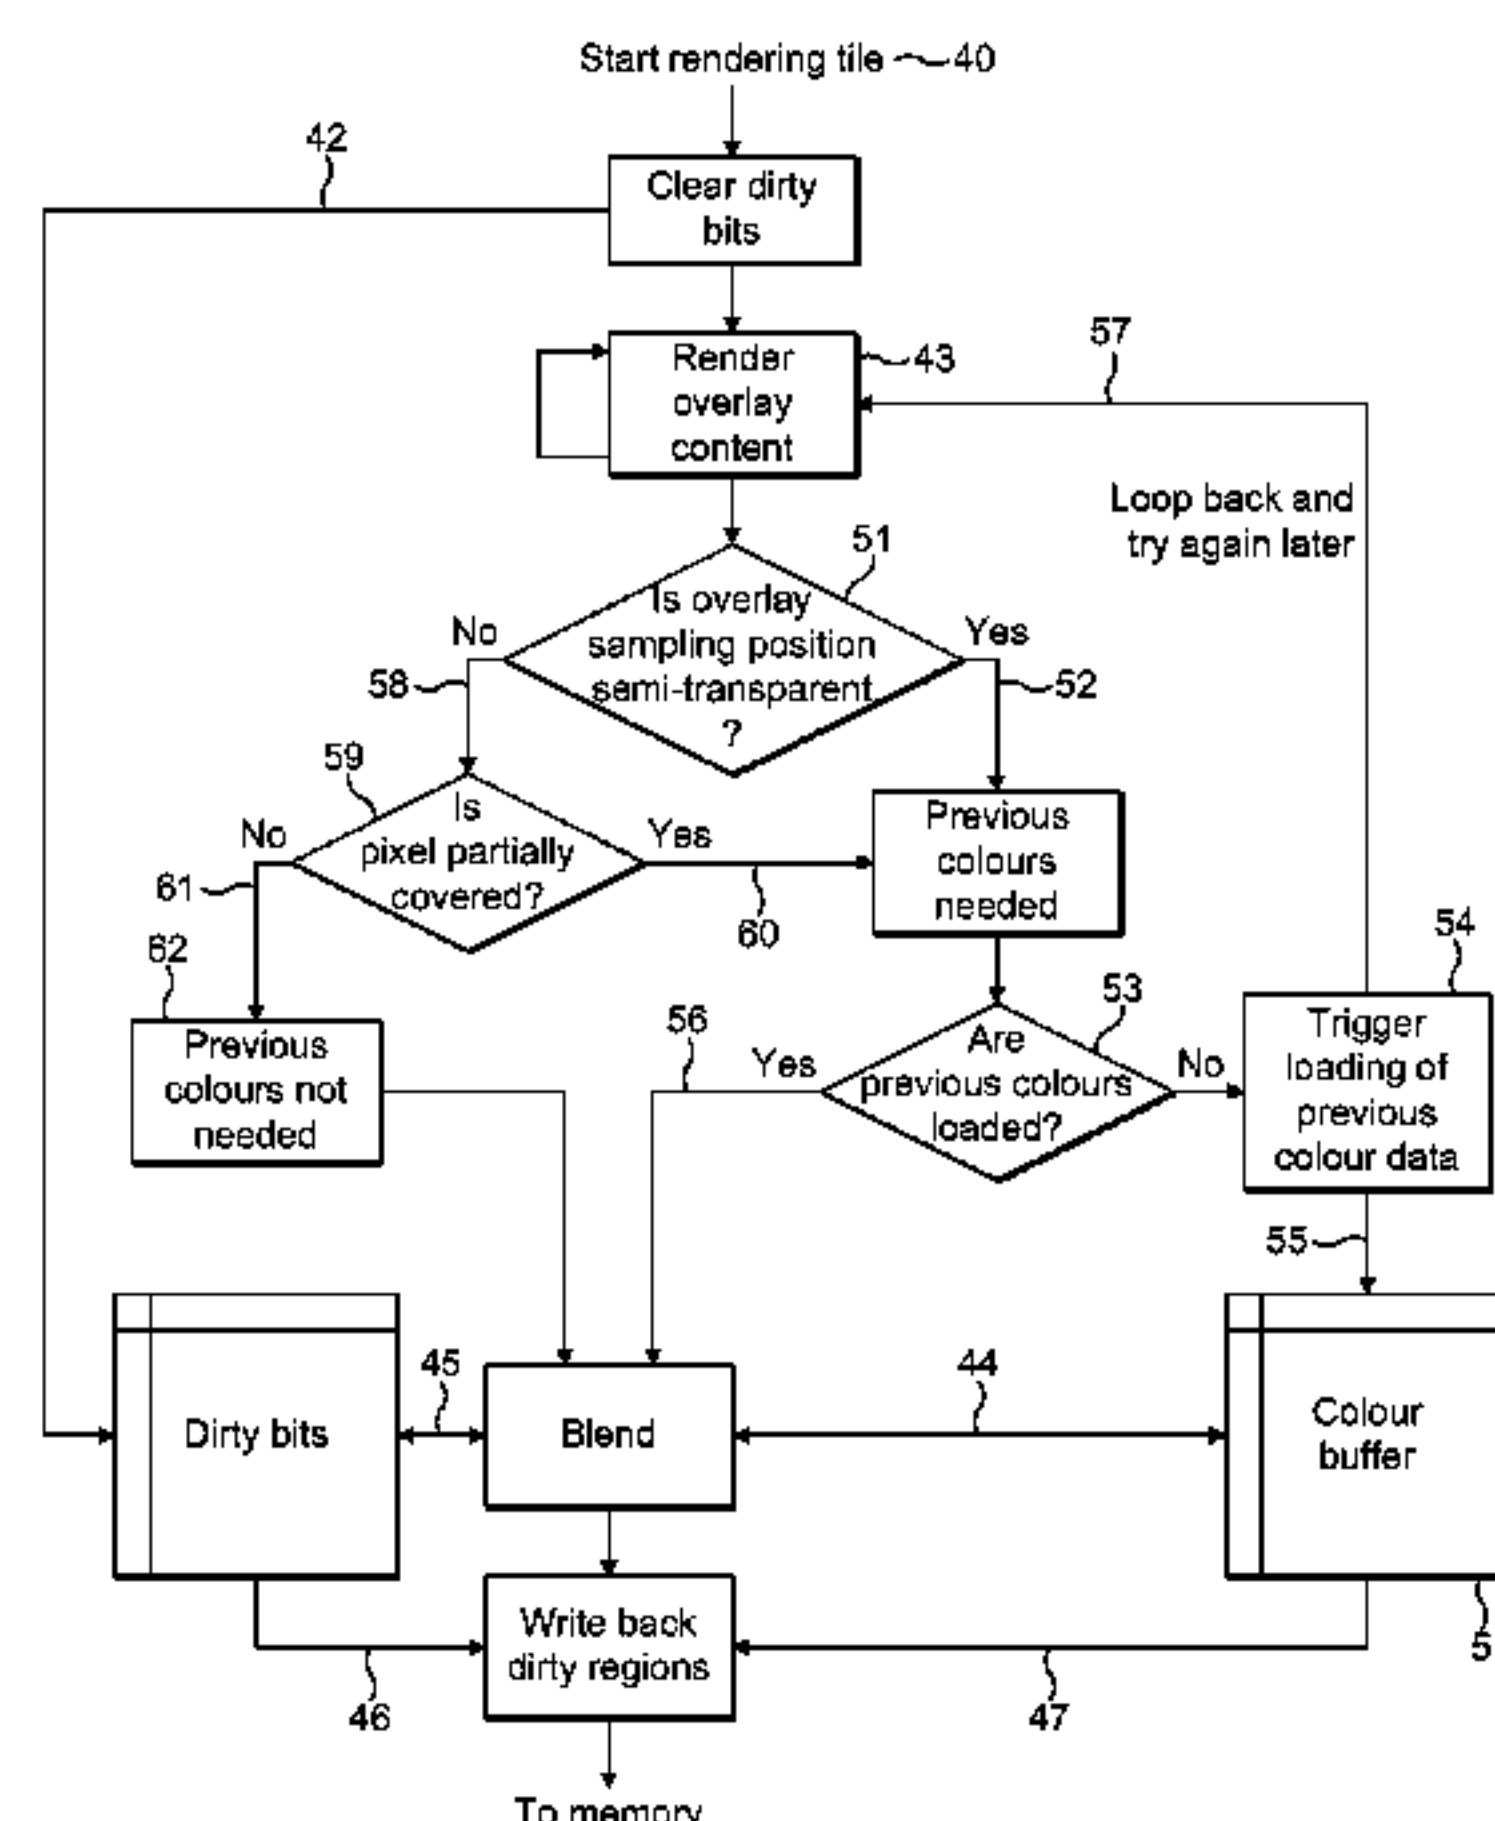 Start rendering tile 40
42
Clear dirty
bits
57
Render
overlay
content
43
Loop back and
try again later
51
Is overlay
sampling position
semi-transparent
?
No
Yes
58
52
59
Is
pixel partially
covered?
No
Yes
61
60
Previous
colours
needed
62
54
53
56
Previous
colours not
needed
Yes
Are
previous colours
loaded?
No
Trigger
loading of
previous
colour data
55
45
44
Dirty bits
Blend
Colour
buffer
Write back
dirty regions
5
46
47
To memory